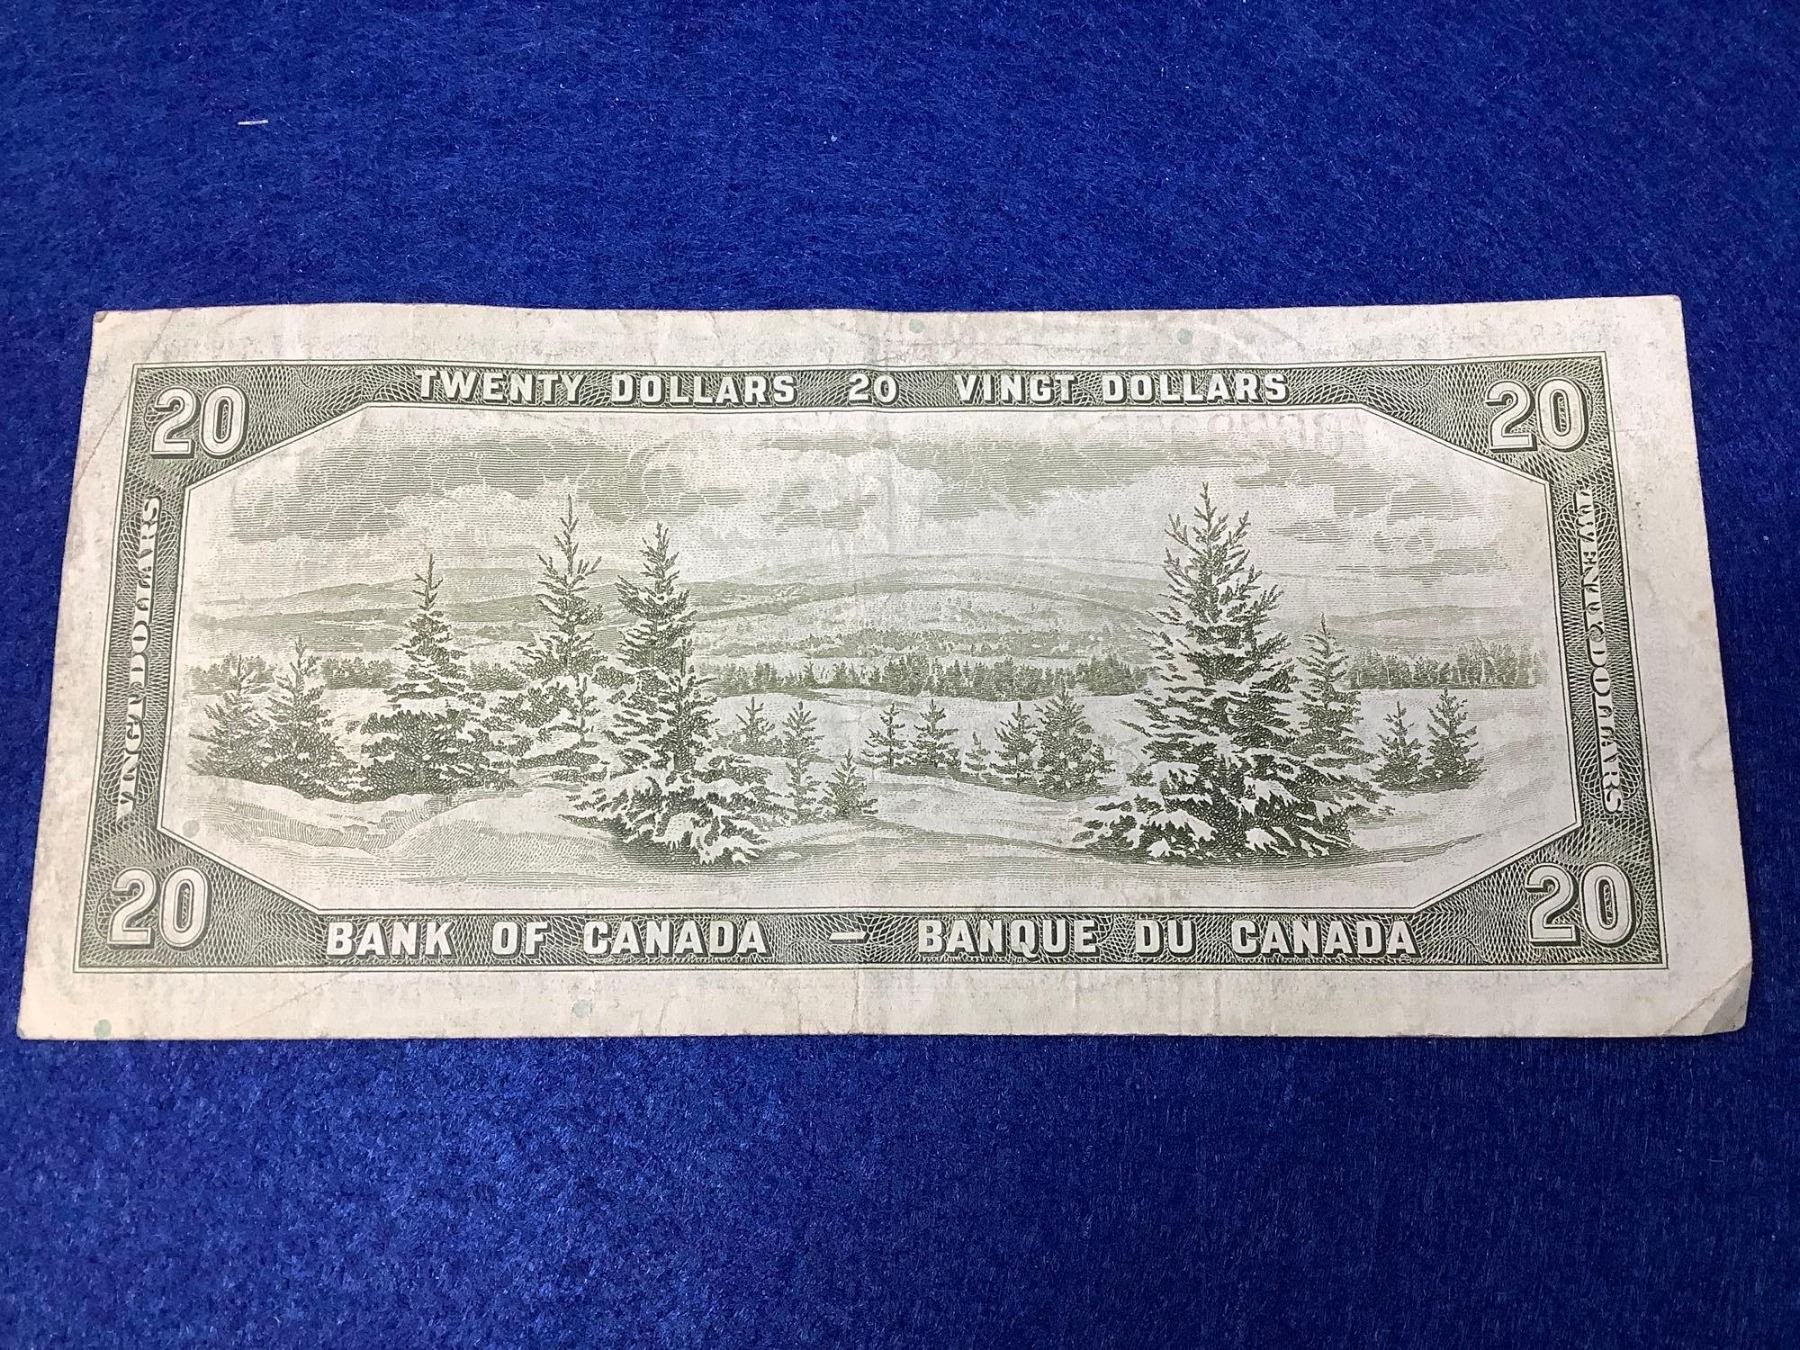 TWENTY DOLLARS 20 VINGT DOLLARS
20
20
VINGT DOLLARS
TWENTY DOLLARS
20
20
BANK OF CANADA — BANQUE DU CANADA